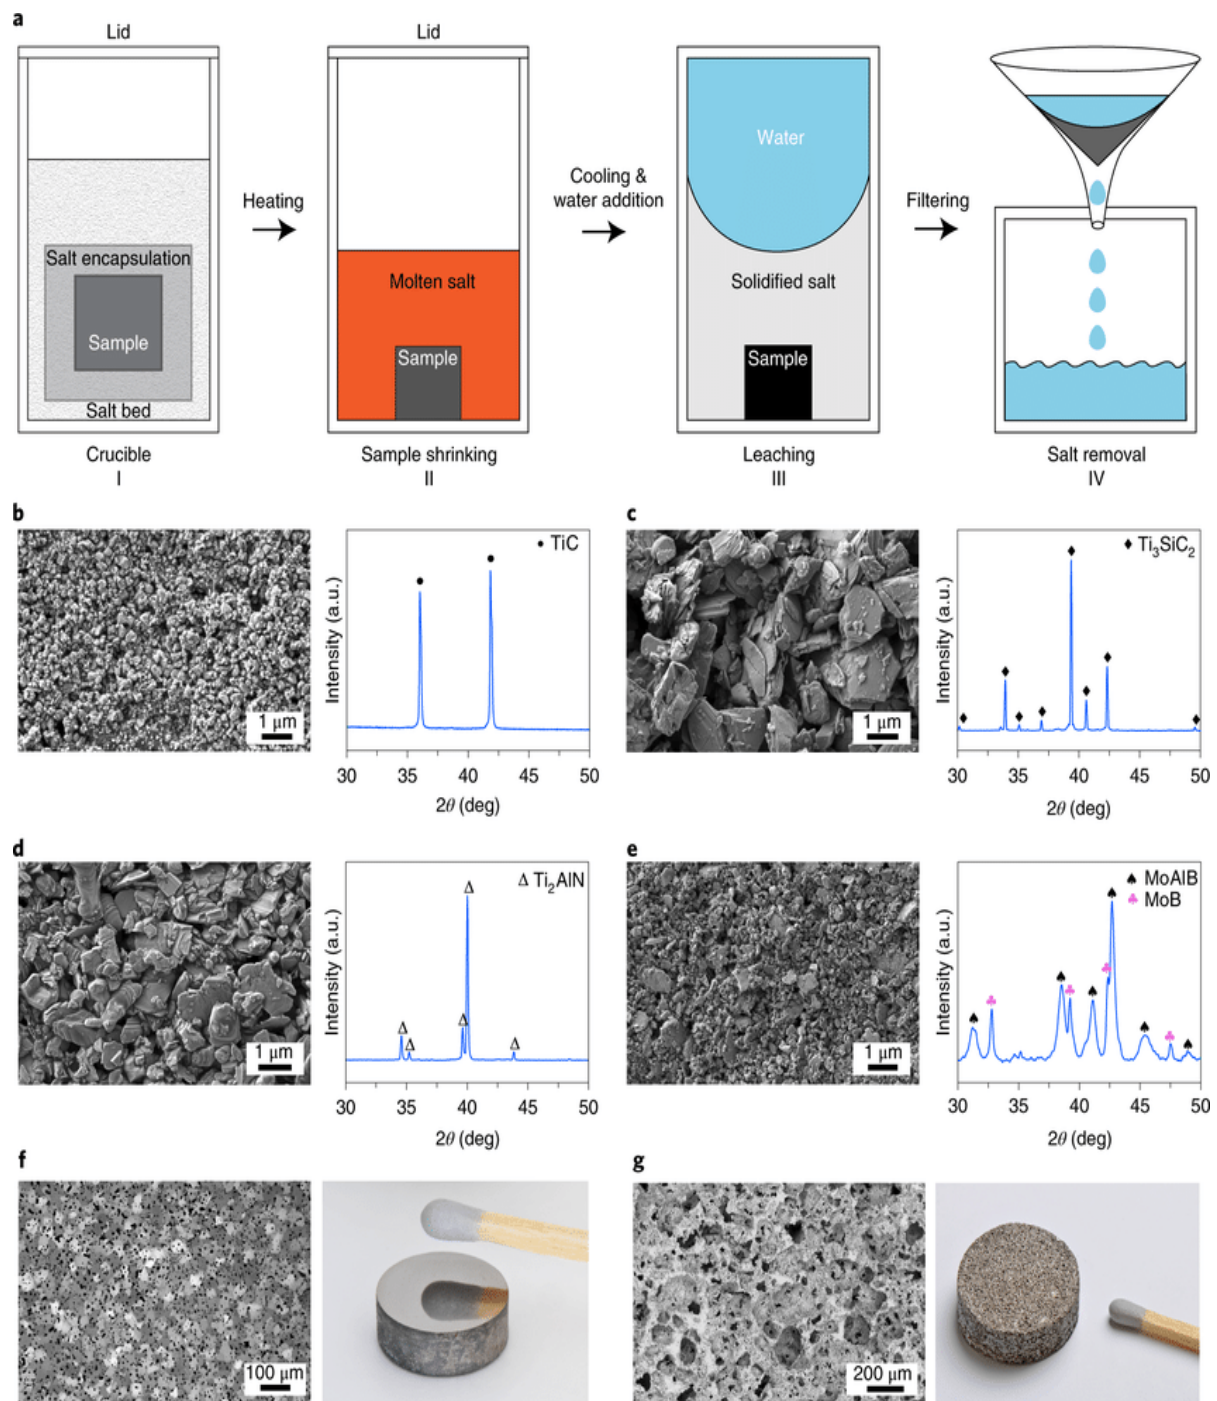 a
Lid
Lid
Salt encapsulation
Sample
Salt bed
Heating
Molten salt
Sample
Cooling &
water addition
Water
Solidified salt
Sample
Filtering
Crucible
I
Sample shrinking
II
Leaching
III
Salt removal
IV
b
1 μm
Intensity (a.u.)
• TiC
30 35 40 45 50
2θ (deg)
c
1 μm
Intensity (a.u.)
♦ Ti₃SiC₂
30 35 40 45 50
2θ (deg)
d
1 μm
Intensity (a.u.)
Δ Ti₂AlN
30 35 40 45 50
2θ (deg)
e
1 μm
Intensity (a.u.)
♠ MoAlB
♣ MoB
30 35 40 45 50
2θ (deg)
f
100 μm
g
200 μm